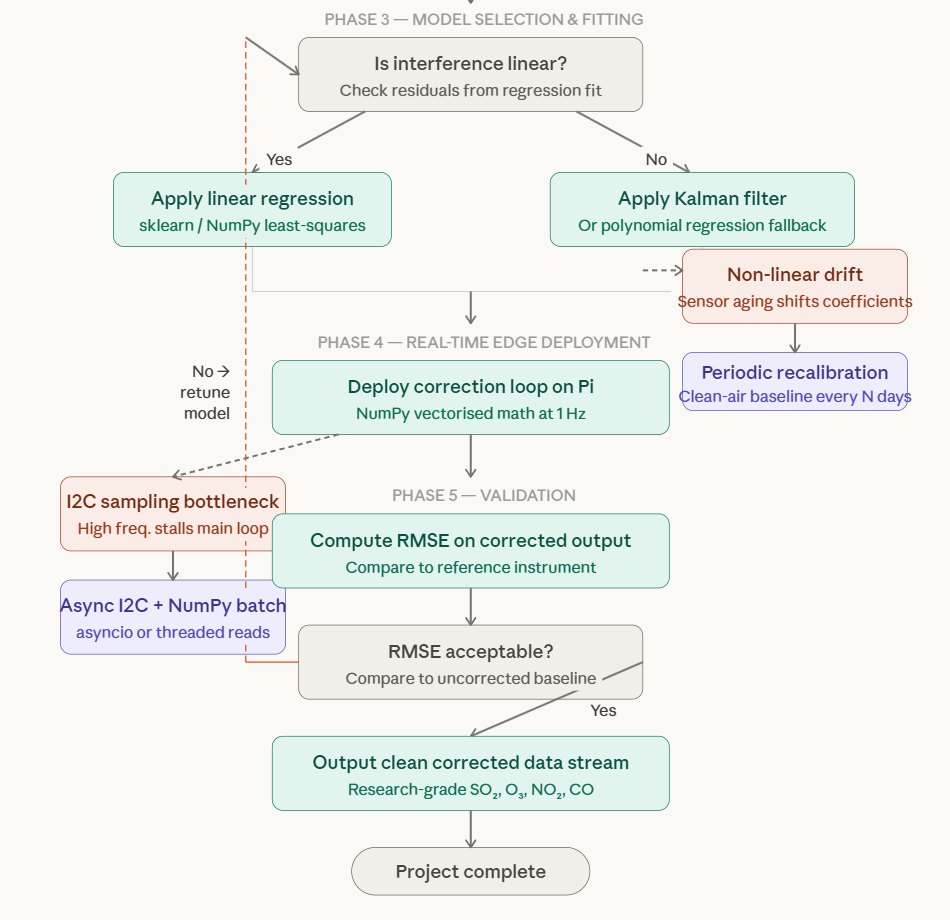 PHASE 3 — MODEL SELECTION & FITTING
Is interference linear?
Check residuals from regression fit
Yes
No
Apply linear regression
sklearn / NumPy least-squares
Apply Kalman filter
Or polynomial regression fallback
Non-linear drift
Sensor aging shifts coefficients
PHASE 4 — REAL-TIME EDGE DEPLOYMENT
Periodic recalibration
Clean-air baseline every N days
No →
retune
model
Deploy correction loop on Pi
NumPy vectorised math at 1 Hz
PHASE 5 — VALIDATION
I2C sampling bottleneck
High freq. stalls main loop
Compute RMSE on corrected output
Compare to reference instrument
Async I2C + NumPy batch
asyncio or threaded reads
RMSE acceptable?
Compare to uncorrected baseline
Yes
Output clean corrected data stream
Research-grade SO₂, O₃, NO₂, CO
Project complete